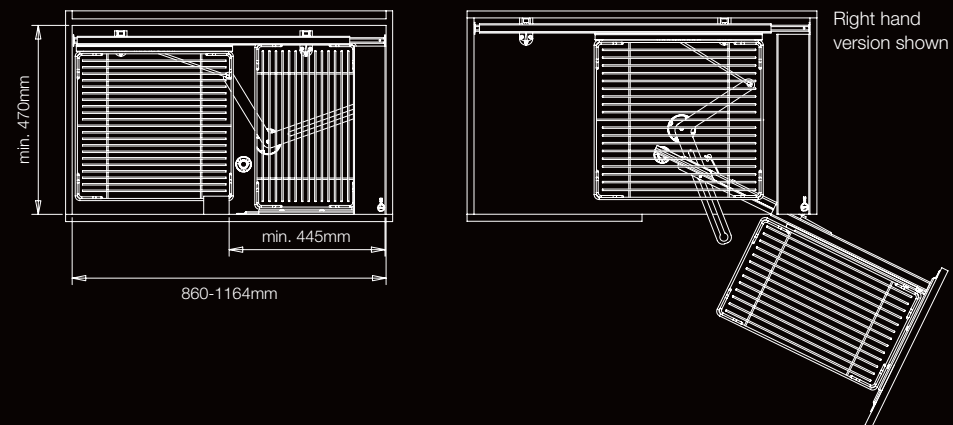 min. 470mm
min. 445mm
860-1164mm
Right hand
version shown